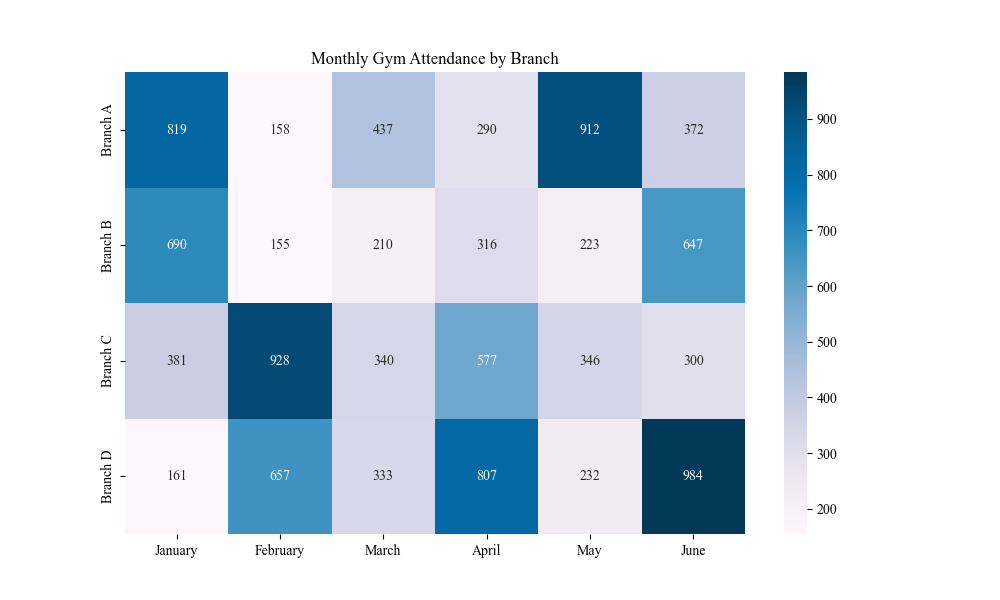 Monthly Gym Attendance by Branch
Branch A
819 158 437 290 912 372
Branch B
690 155 210 316 223 647
Branch C
381 928 340 577 346 300
Branch D
161 657 333 807 232 984
January February March April May June
900
800
700
600
500
400
300
200